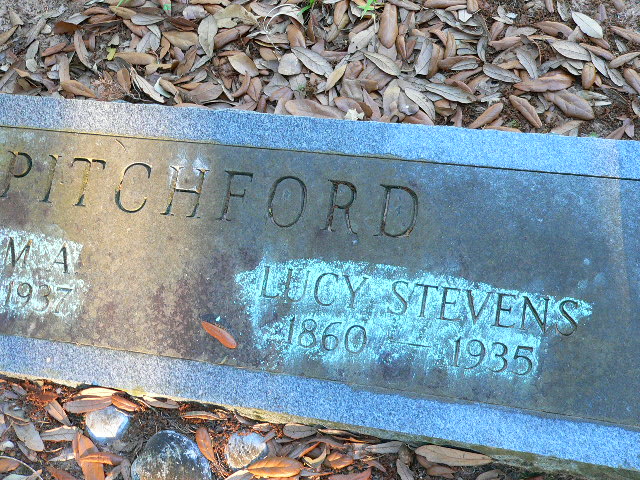 PITCHFORD
M A
1937
LUCY STEVENS
1860 — 1935